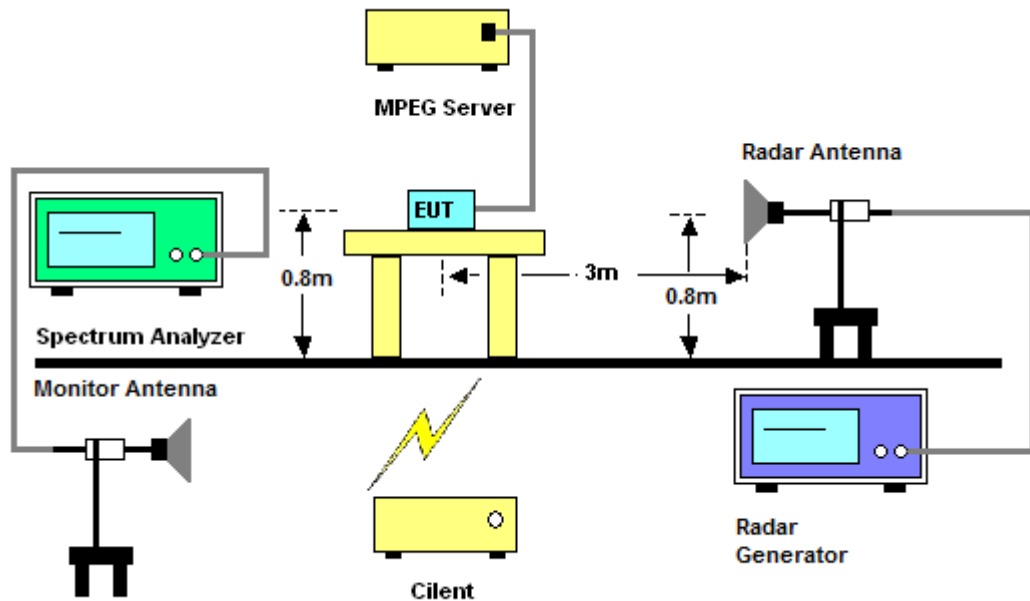 MPEG Server
Radar Antenna
EUT
0.8m
3m
0.8m
Spectrum Analyzer
Monitor Antenna
Radar
Generator
Cilent